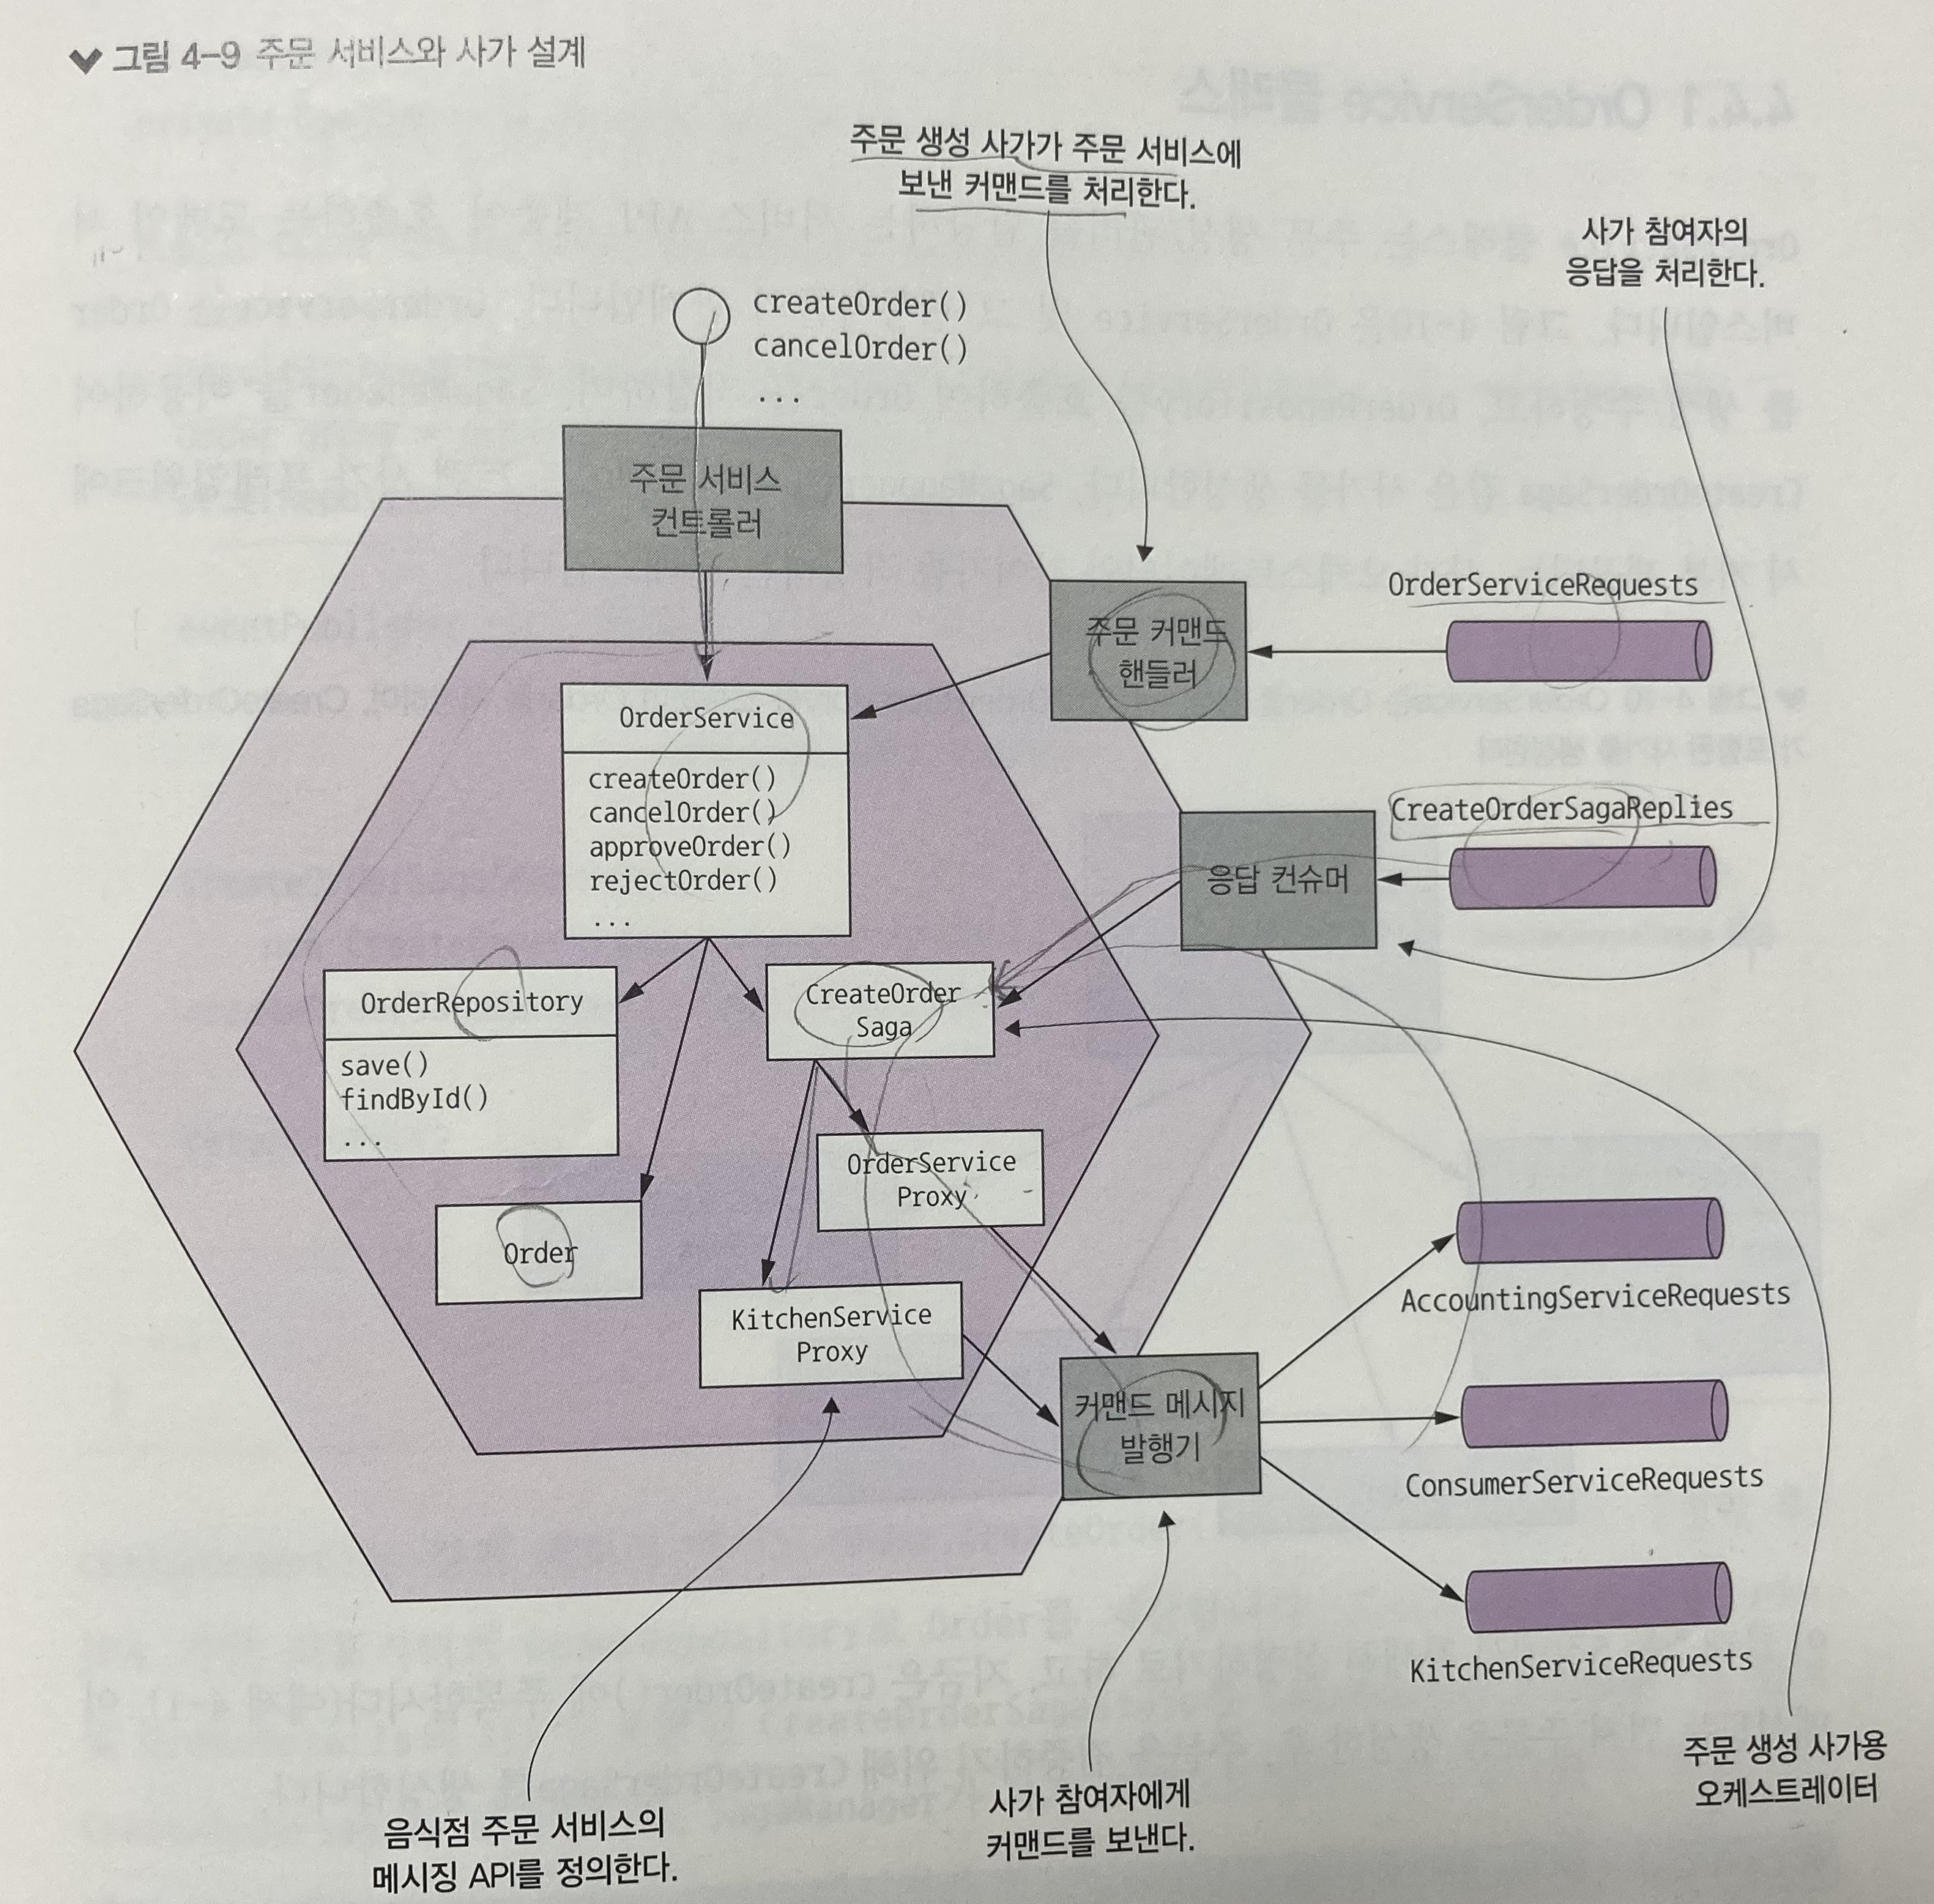 그림 4-9 주문 서비스와 사가 설계
주문 생성 사가가 주문 서비스에
보낸 커맨드를 처리한다.
사가 참여자의
응답을 처리한다.
createOrder()
cancelOrder()
...
주문 서비스
컨트롤러
OrderServiceRequests
주문 커맨드
핸들러
OrderService
createOrder()
cancelOrder()
approveOrder()
rejectOrder()
...
CreateOrderSagaReplies
응답 컨슈머
OrderRepository
save()
findById()
...
CreateOrder
Saga
OrderService
Proxy
Order
KitchenService
Proxy
AccountingServiceRequests
커맨드 메시지
발행기
ConsumerServiceRequests
KitchenServiceRequests
주문 생성 사가용
오케스트레이터
음식점 주문 서비스의
메시징 API를 정의한다.
사가 참여자에게
커맨드를 보낸다.